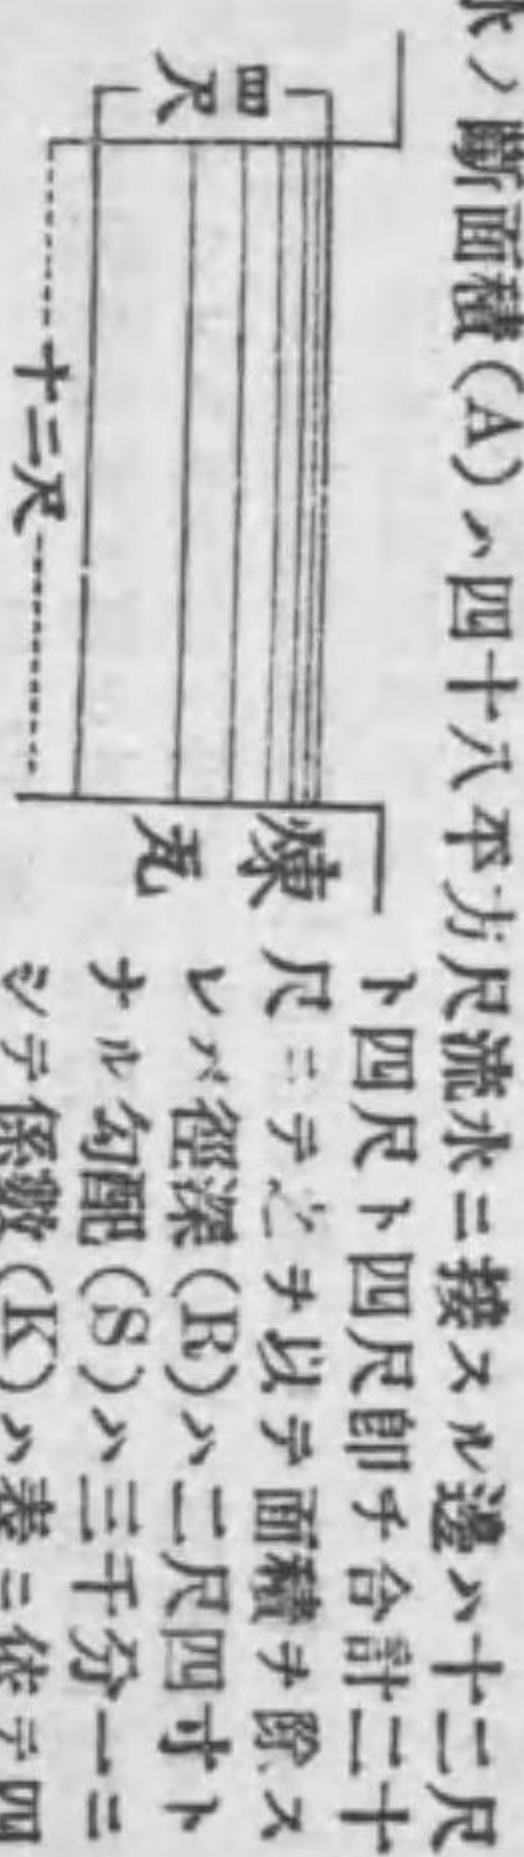 水ノ斷面積(A)ハ四十八平方尺流水ニ接スル邊ハ十二尺
ト四尺ト四尺卽チ合計二十
尺ニテ之ヲ以テ面積ヲ除ス
レバ徑深(R)ハ二尺四寸ト
ナル勾配(S)ハ三千分一ニ
シテ係數(K)ハ表ニ依テ四
四尺
十二尺
煉瓦